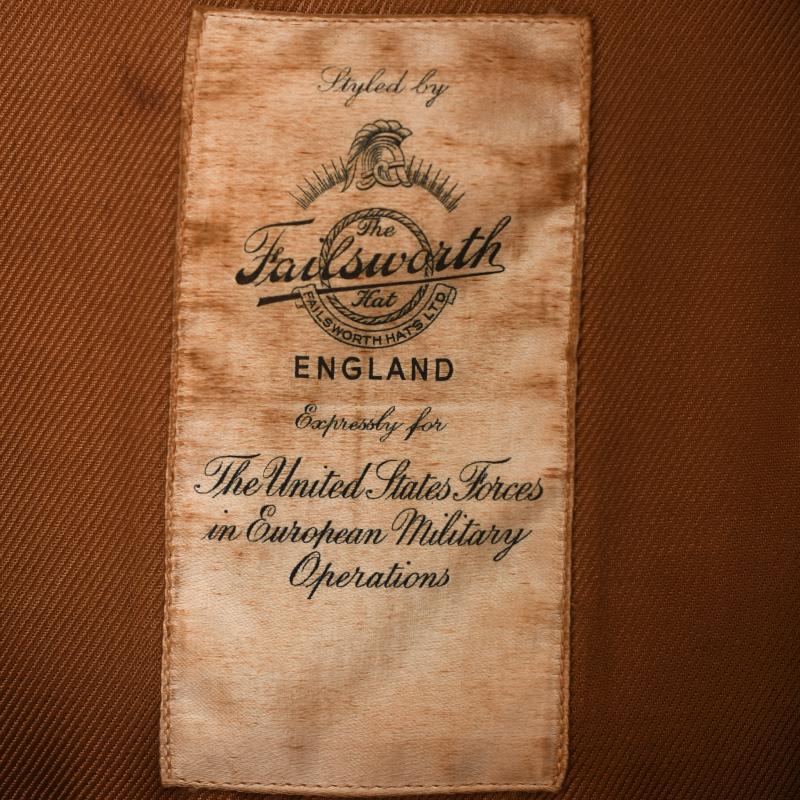 Styled by
The
Failsworth
Hat
FAILSWORTH HATS LTD
ENGLAND
Expressly for
The United States Forces
in European Military
Operations